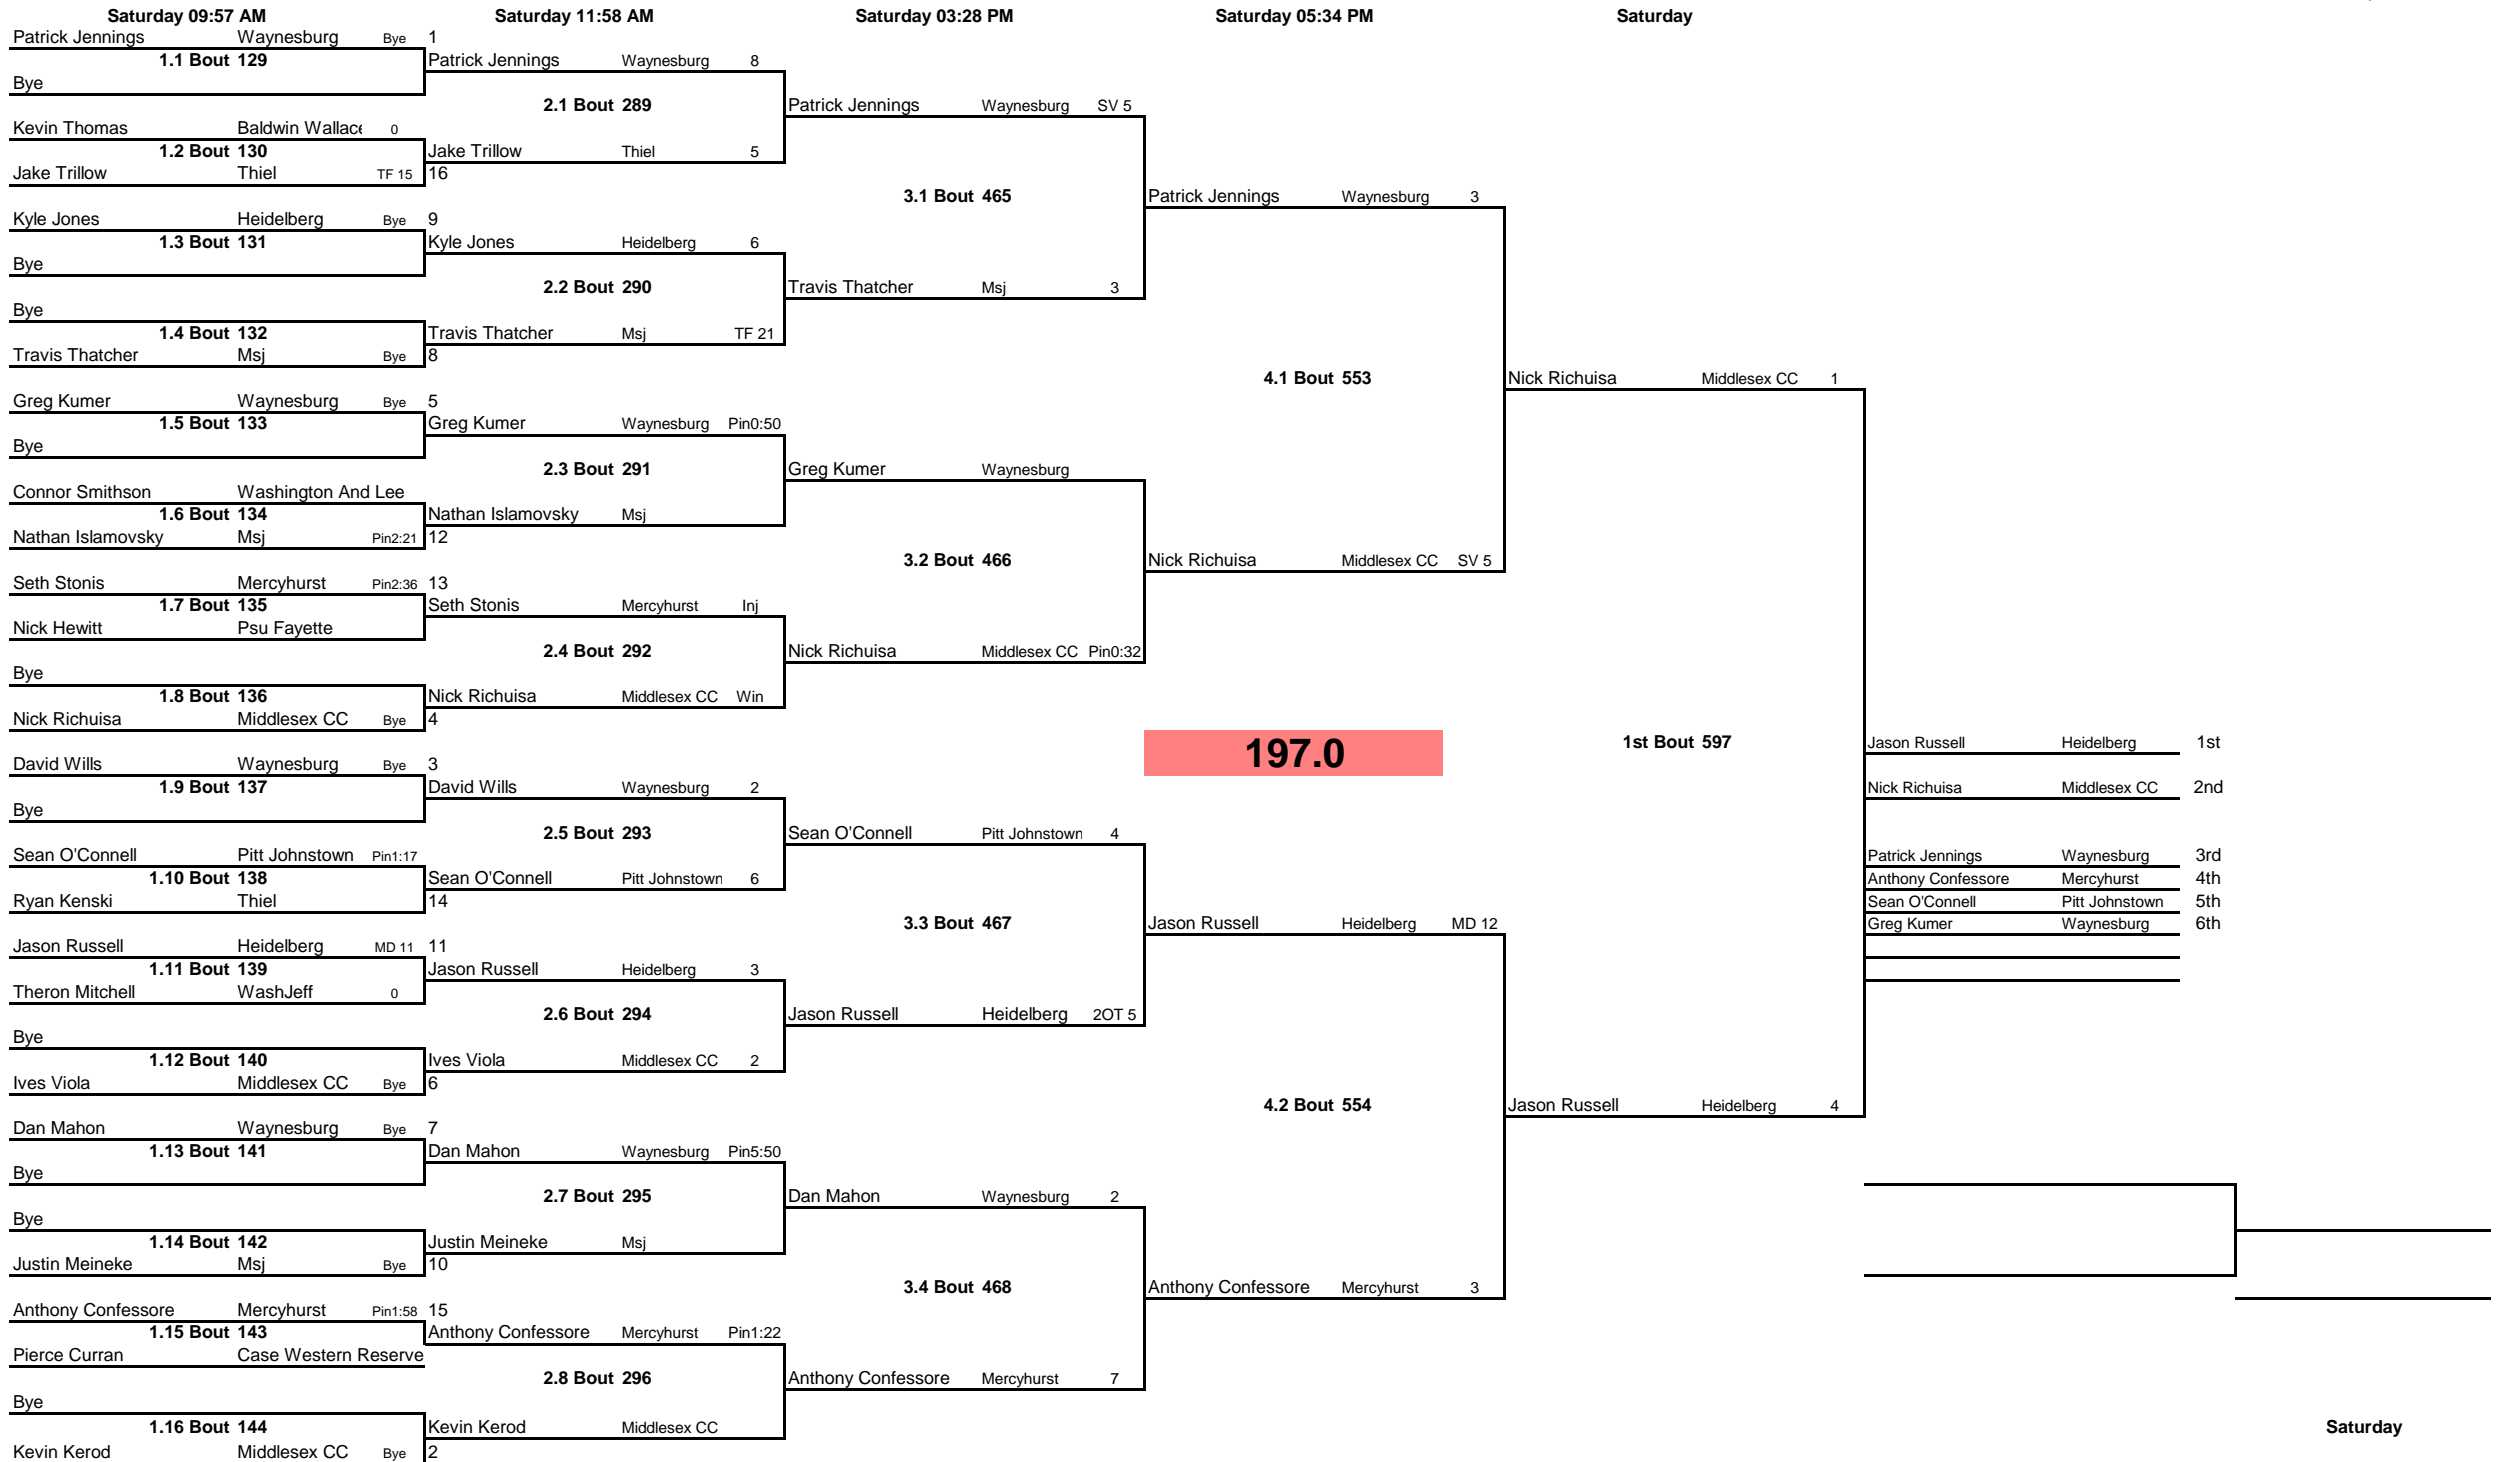 Saturday 09:57 AM Saturday 11:58 AM Saturday 03:28 PM Saturday 05:34 PM Saturday
Patrick Jennings Waynesburg Bye 1
1.1 Bout 129 Patrick Jennings Waynesburg 8
Bye
2.1 Bout 289 Patrick Jennings Waynesburg SV 5
Kevin Thomas Baldwin Wallace 0
1.2 Bout 130 Jake Trillow Thiel 5
Jake Trillow Thiel TF 15 16
3.1 Bout 465 Patrick Jennings Waynesburg 3
Kyle Jones Heidelberg Bye 9
1.3 Bout 131 Kyle Jones Heidelberg 6
Bye
2.2 Bout 290 Travis Thatcher Msj 3
Bye
1.4 Bout 132 Travis Thatcher Msj TF 21
Travis Thatcher Msj Bye 8
4.1 Bout 553 Nick Richuisa Middlesex CC 1
Greg Kumer Waynesburg Bye 5
1.5 Bout 133 Greg Kumer Waynesburg Pin0:50
Bye
2.3 Bout 291 Greg Kumer Waynesburg
Connor Smithson Washington And Lee
1.6 Bout 134 Nathan Islamovsky Msj
Nathan Islamovsky Msj Pin2:21 12
3.2 Bout 466 Nick Richuisa Middlesex CC SV 5
Seth Stonis Mercyhurst Pin2:36 13
1.7 Bout 135 Seth Stonis Mercyhurst Inj
Nick Hewitt Psu Fayette
2.4 Bout 292 Nick Richuisa Middlesex CC Pin0:32
Bye
1.8 Bout 136 Nick Richuisa Middlesex CC Win
Nick Richuisa Middlesex CC Bye 4
197.0 1st Bout 597 Jason Russell Heidelberg 1st
David Wills Waynesburg Bye 3
1.9 Bout 137 David Wills Waynesburg 2 Nick Richuisa Middlesex CC 2nd
Bye
2.5 Bout 293 Sean O'Connell Pitt Johnstown 4
Sean O'Connell Pitt Johnstown Pin1:17 Patrick Jennings Waynesburg 3rd
1.10 Bout 138 Sean O'Connell Pitt Johnstown 6 Anthony Confessore Mercyhurst 4th
Ryan Kenski Thiel 14 Sean O'Connell Pitt Johnstown 5th
3.3 Bout 467 Jason Russell Heidelberg MD 12 Greg Kumer Waynesburg 6th
Jason Russell Heidelberg MD 11 11
1.11 Bout 139 Jason Russell Heidelberg 3
Theron Mitchell WashJeff 0
2.6 Bout 294 Jason Russell Heidelberg 2OT 5
Bye
1.12 Bout 140 Ives Viola Middlesex CC 2
Ives Viola Middlesex CC Bye 6
4.2 Bout 554 Jason Russell Heidelberg 4
Dan Mahon Waynesburg Bye 7
1.13 Bout 141 Dan Mahon Waynesburg Pin5:50
Bye
2.7 Bout 295 Dan Mahon Waynesburg 2
Bye
1.14 Bout 142 Justin Meineke Msj
Justin Meineke Msj Bye 10
3.4 Bout 468 Anthony Confessore Mercyhurst 3
Anthony Confessore Mercyhurst Pin1:58 15
1.15 Bout 143 Anthony Confessore Mercyhurst Pin1:22
Pierce Curran Case Western Reserve
2.8 Bout 296 Anthony Confessore Mercyhurst 7
Bye
1.16 Bout 144 Kevin Kerod Middlesex CC Saturday
Kevin Kerod Middlesex CC Bye 2